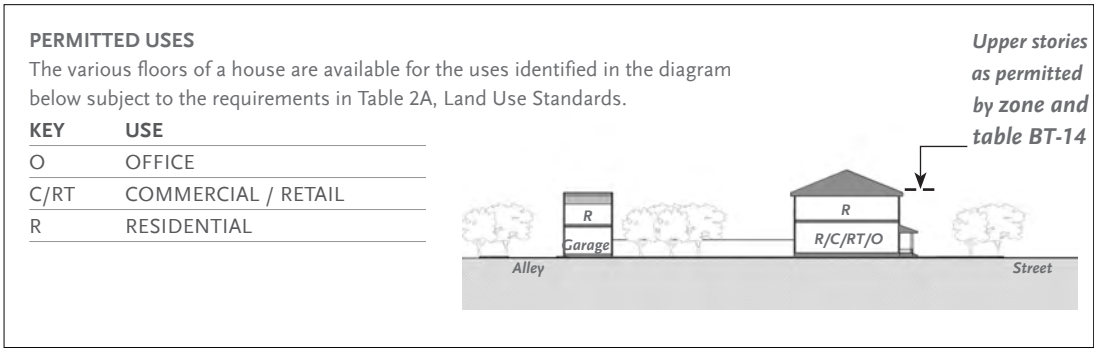 PERMITTED USES
The various floors of a house are available for the uses identified in the diagram
below subject to the requirements in Table 2A, Land Use Standards.
KEY USE
O OFFICE
C/RT COMMERCIAL / RETAIL
R RESIDENTIAL
Upper stories
as permitted
by zone and
table BT-14
R
Garage
R
R/C/RT/O
Alley
Street